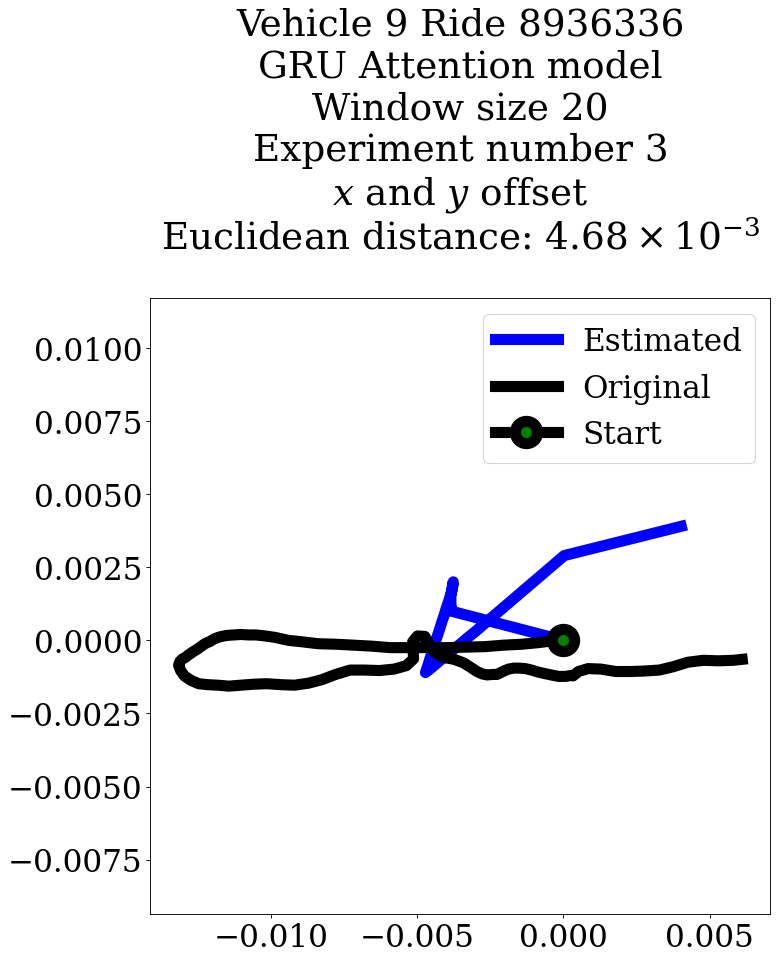 Vehicle 9 Ride 8936336
GRU Attention model
Window size 20
Experiment number 3
x and y offset
Euclidean distance: 4.68 × 10⁻³
Estimated
Original
Start
0.0100
0.0075
0.0050
0.0025
0.0000
−0.0025
−0.0050
−0.0075
−0.010
−0.005
0.000
0.005